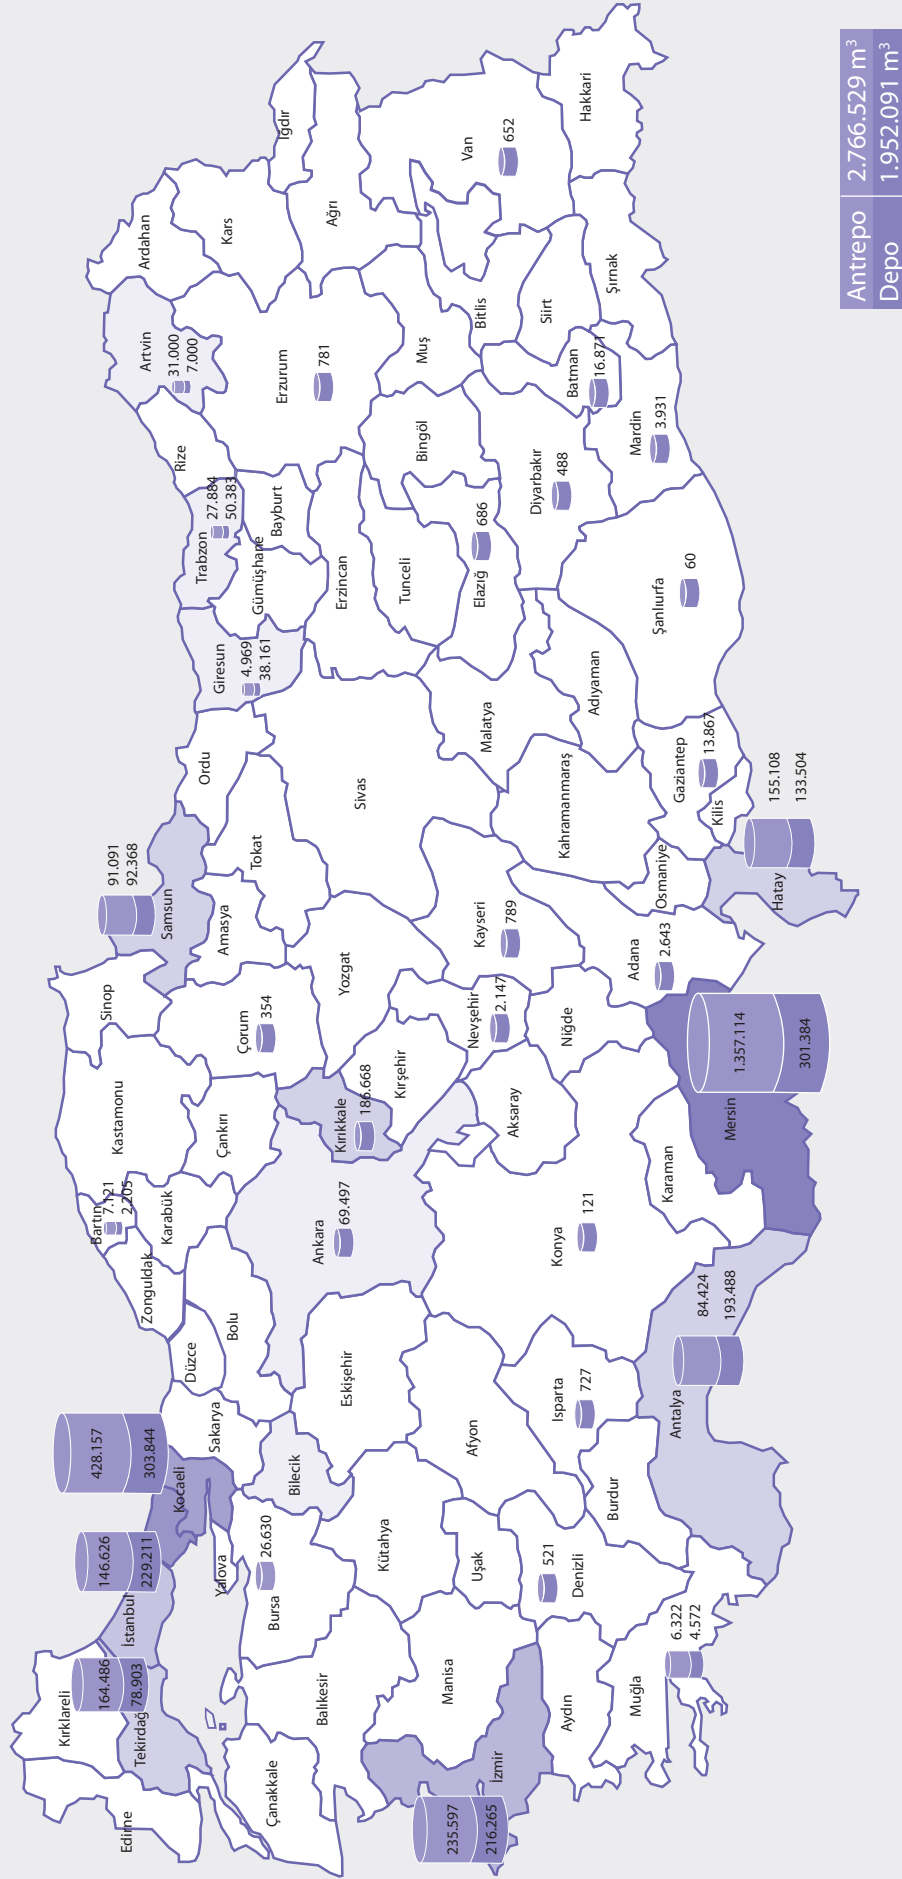 Edirne
Kırklareli
Tekirdağ
164.486
78.903
İstanbul
146.626
229.211
Kocaeli
428.157
303.844
Yalova
Sakarya
Düzce
Bolu
Zonguldak
Bartın
7.121
2.205
Karabük
Kastamonu
Çankırı
Sinop
Çorum
354
Samsun
91.091
92.368
Amasya
Tokat
Ordu
Giresun
4.969
38.161
Gümüşhane
Trabzon
27.884
50.383
Bayburt
Rize
Artvin
31.000
7.000
Ardahan
Kars
Iğdır
Ağrı
Erzurum
781
Erzincan
Tunceli
Bingöl
Muş
Bitlis
Van
652
Hakkari
Şırnak
Siirt
Batman
16.871
Mardin
3.931
Diyarbakır
488
Elazığ
686
Malatya
Adıyaman
Şanlıurfa
60
Gaziantep
13.867
Kilis
Hatay
155.108
133.504
Osmaniye
Kahramanmaraş
Sivas
Yozgat
Kayseri
789
Adana
2.643
Niğde
Nevşehir
2.147
Kırşehir
Kırıkkale
186.668
Ankara
69.497
Aksaray
Konya
121
Karaman
Mersin
1.357.114
301.384
Antalya
84.424
193.488
Isparta
727
Burdur
Afyon
Eskişehir
Bilecik
Bursa
26.630
Kütahya
Uşak
Denizli
521
Muğla
6.322
4.572
Aydın
İzmir
235.597
216.265
Manisa
Balıkesir
Çanakkale
Antrepo 2.766.529 m³
Depo 1.952.091 m³